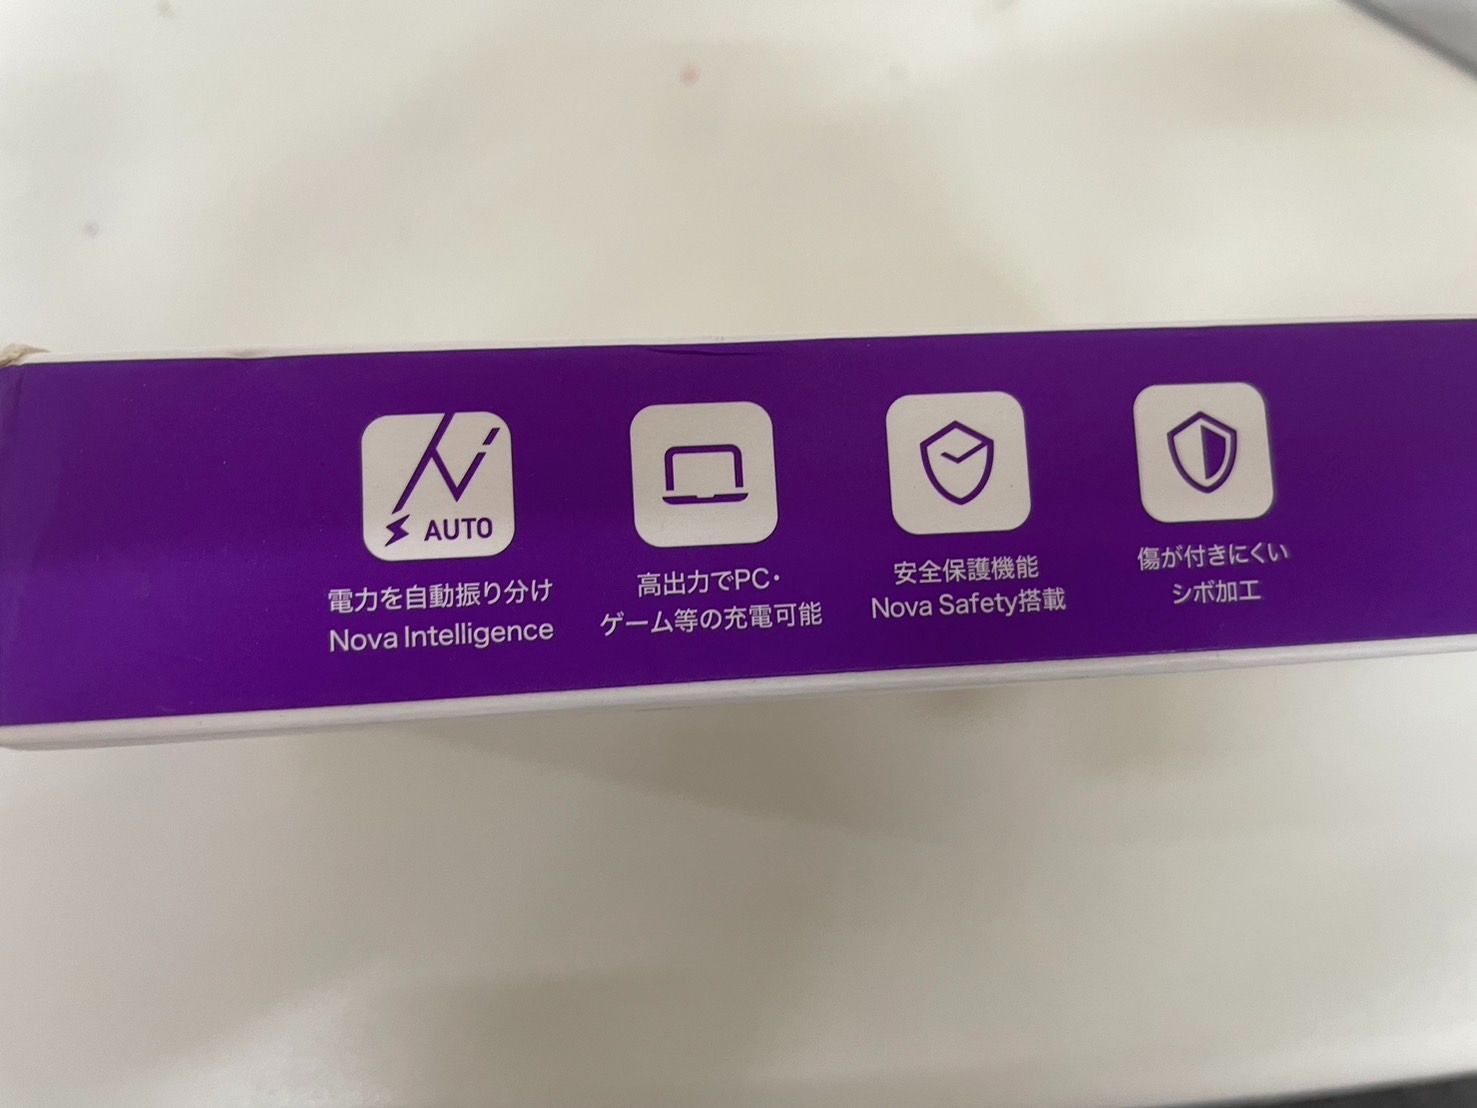 AUTO
電力を自動振り分け
Nova Intelligence
高出力でPC・
ゲーム等の充電可能
安全保護機能
Nova Safety搭載
傷が付きにくい
シボ加工